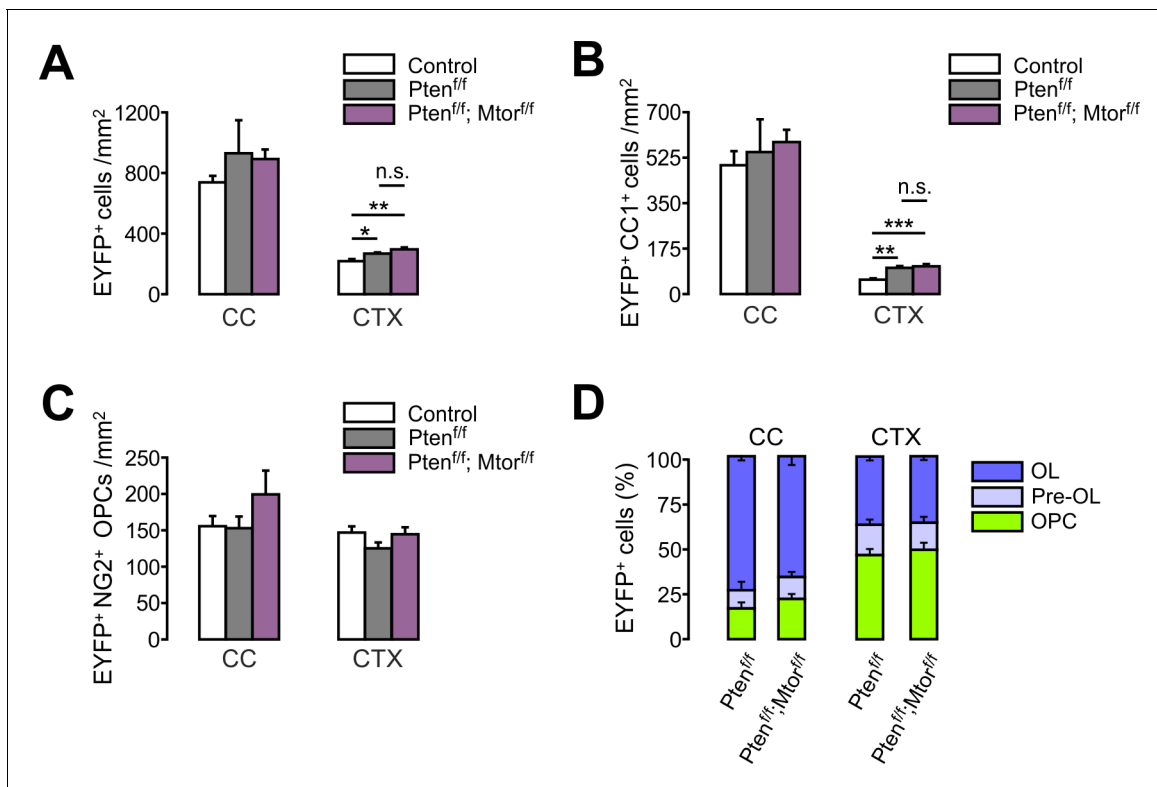 A
Control
Pten^f/f
Pten^f/f; Mtor^f/f
EYFP+ cells /mm²
1200
800
400
0
n.s.
**
*
CC
CTX
B
Control
Pten^f/f
Pten^f/f; Mtor^f/f
EYFP+ CC1+ cells /mm²
700
525
350
175
0
n.s.
***
**
CC
CTX
C
Control
Pten^f/f
Pten^f/f; Mtor^f/f
EYFP+ NG2+ OPCs /mm²
250
200
150
100
50
0
CC
CTX
D
CC
CTX
EYFP+ cells (%)
100
75
50
25
0
OL
Pre-OL
OPC
Pten^f/f
Pten^f/f;Mtor^f/f
Pten^f/f
Pten^f/f;Mtor^f/f